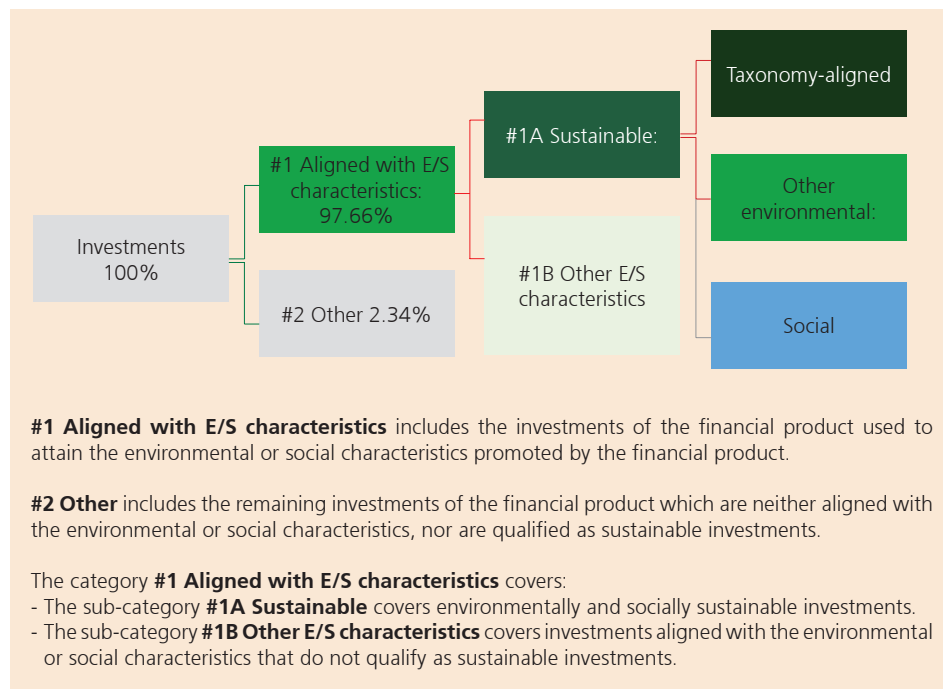 Taxonomy-aligned
#1A Sustainable:
#1 Aligned with E/S
characteristics:
97.66%
Other
environmental:
Investments
100%
#1B Other E/S
characteristics
#2 Other 2.34%
Social
#1 Aligned with E/S characteristics includes the investments of the financial product used to
attain the environmental or social characteristics promoted by the financial product.
#2 Other includes the remaining investments of the financial product which are neither aligned with
the environmental or social characteristics, nor are qualified as sustainable investments.
The category #1 Aligned with E/S characteristics covers:
- The sub-category #1A Sustainable covers environmentally and socially sustainable investments.
- The sub-category #1B Other E/S characteristics covers investments aligned with the environmental
or social characteristics that do not qualify as sustainable investments.